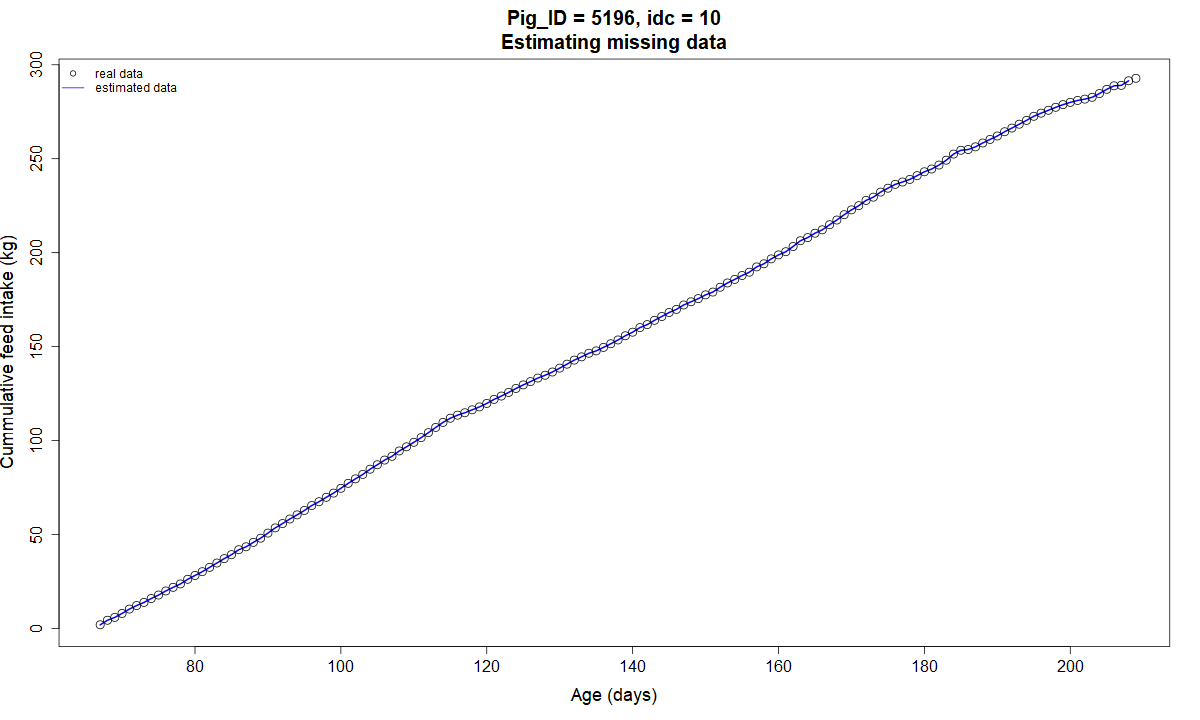 Pig_ID = 5196, idc = 10
Estimating missing data
real data
estimated data
300
250
200
150
100
50
0
Cummulative feed intake (kg)
80 100 120 140 160 180 200
Age (days)